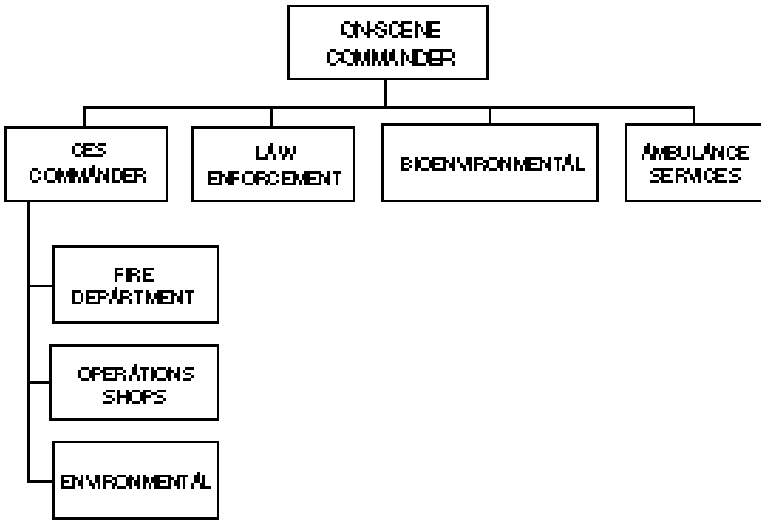 ON-SCENE
COMMANDER
CES
COMMANDER
LAW
ENFORCEMENT
BIOENVIRONMENTAL
AMBULANCE
SERVICES
FIRE
DEPARTMENT
OPERATIONS
SHOPS
ENVIRONMENTAL